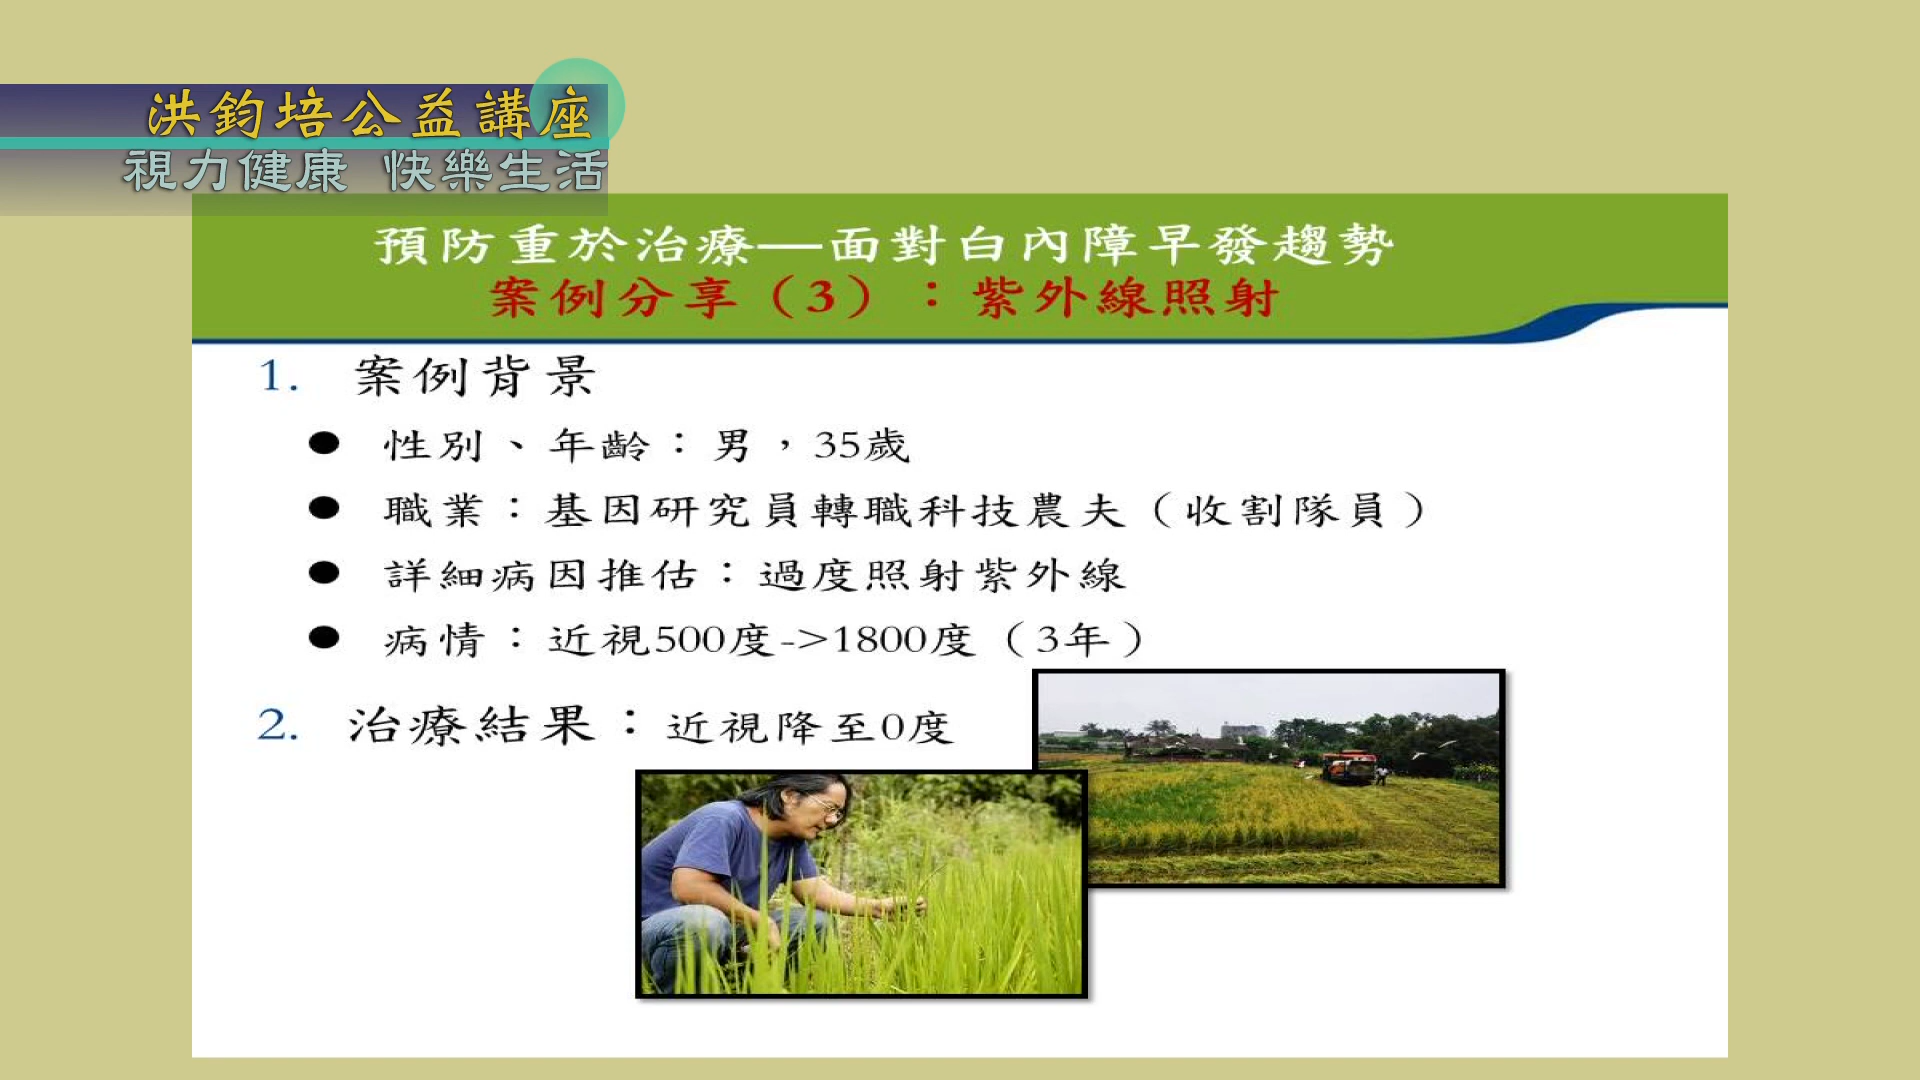 洪鈞培公益講座
視力健康 快樂生活
預防重於治療—面對白內障早發趨勢
案例分享（3）：紫外線照射
1. 案例背景
● 性別、年齡：男，35歲
● 職業：基因研究員轉職科技農夫（收割隊員）
● 詳細病因推估：過度照射紫外線
● 病情：近視500度->1800度（3年）
2. 治療結果：近視降至0度